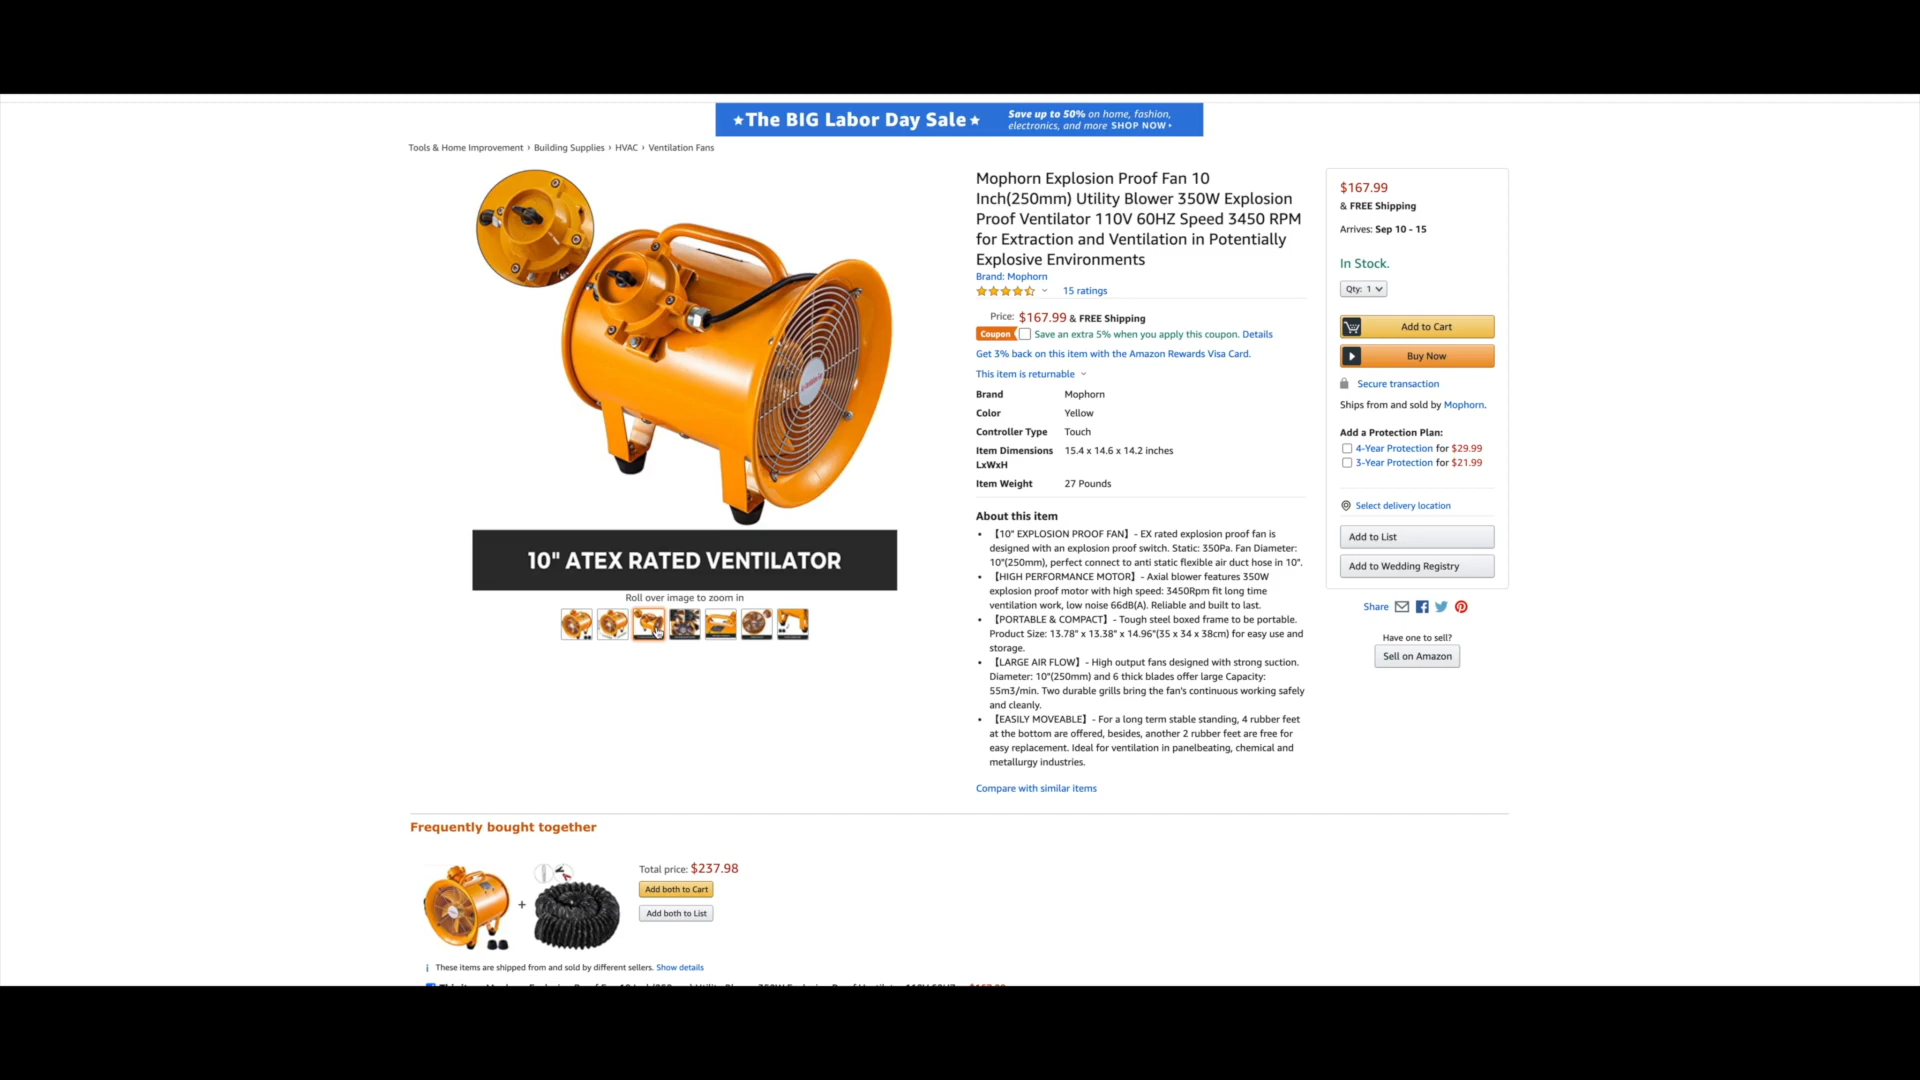 ★The BIG Labor Day Sale★
Save up to 50% on home, fashion,
electronics, and more SHOP NOW ›
Tools & Home Improvement › Building Supplies › HVAC › Ventilation Fans
10" ATEX RATED VENTILATOR
Roll over image to zoom in
Mophorn Explosion Proof Fan 10
Inch(250mm) Utility Blower 350W Explosion
Proof Ventilator 110V 60HZ Speed 3450 RPM
for Extraction and Ventilation in Potentially
Explosive Environments
Brand: Mophorn
15 ratings
Price: $167.99 & FREE Shipping
Coupon Save an extra 5% when you apply this coupon. Details
Get 3% back on this item with the Amazon Rewards Visa Card.
This item is returnable
Brand Mophorn
Color Yellow
Controller Type Touch
Item Dimensions 15.4 x 14.6 x 14.2 inches
LxWxH
Item Weight 27 Pounds
About this item
• 【10" EXPLOSION PROOF FAN】- EX rated explosion proof fan is
designed with an explosion proof switch. Static: 350Pa. Fan Diameter:
10"(250mm), perfect connect to anti static flexible air duct hose in 10".
• 【HIGH PERFORMANCE MOTOR】- Axial blower features 350W
explosion proof motor with high speed: 3450Rpm fit long time
ventilation work, low noise 66dB(A). Reliable and built to last.
• 【PORTABLE & COMPACT】- Tough steel boxed frame to be portable.
Product Size: 13.78" x 13.38" x 14.96"(35 x 34 x 38cm) for easy use and
storage.
• 【LARGE AIR FLOW】- High output fans designed with strong suction.
Diameter: 10"(250mm) and 6 thick blades offer large Capacity:
55m3/min. Two durable grills bring the fan's continuous working safely
and cleanly.
• 【EASILY MOVEABLE】- For a long term stable standing, 4 rubber feet
at the bottom are offered, besides, another 2 rubber feet are free for
easy replacement. Ideal for ventilation in panelbeating, chemical and
metallurgy industries.
Compare with similar items
$167.99
& FREE Shipping
Arrives: Sep 10 - 15
In Stock.
Qty: 1
Add to Cart
Buy Now
Secure transaction
Ships from and sold by Mophorn.
Add a Protection Plan:
4-Year Protection for $29.99
3-Year Protection for $21.99
Select delivery location
Add to List
Add to Wedding Registry
Share
Have one to sell?
Sell on Amazon
Frequently bought together
+
Total price: $237.98
Add both to Cart
Add both to List
These items are shipped from and sold by different sellers. Show details